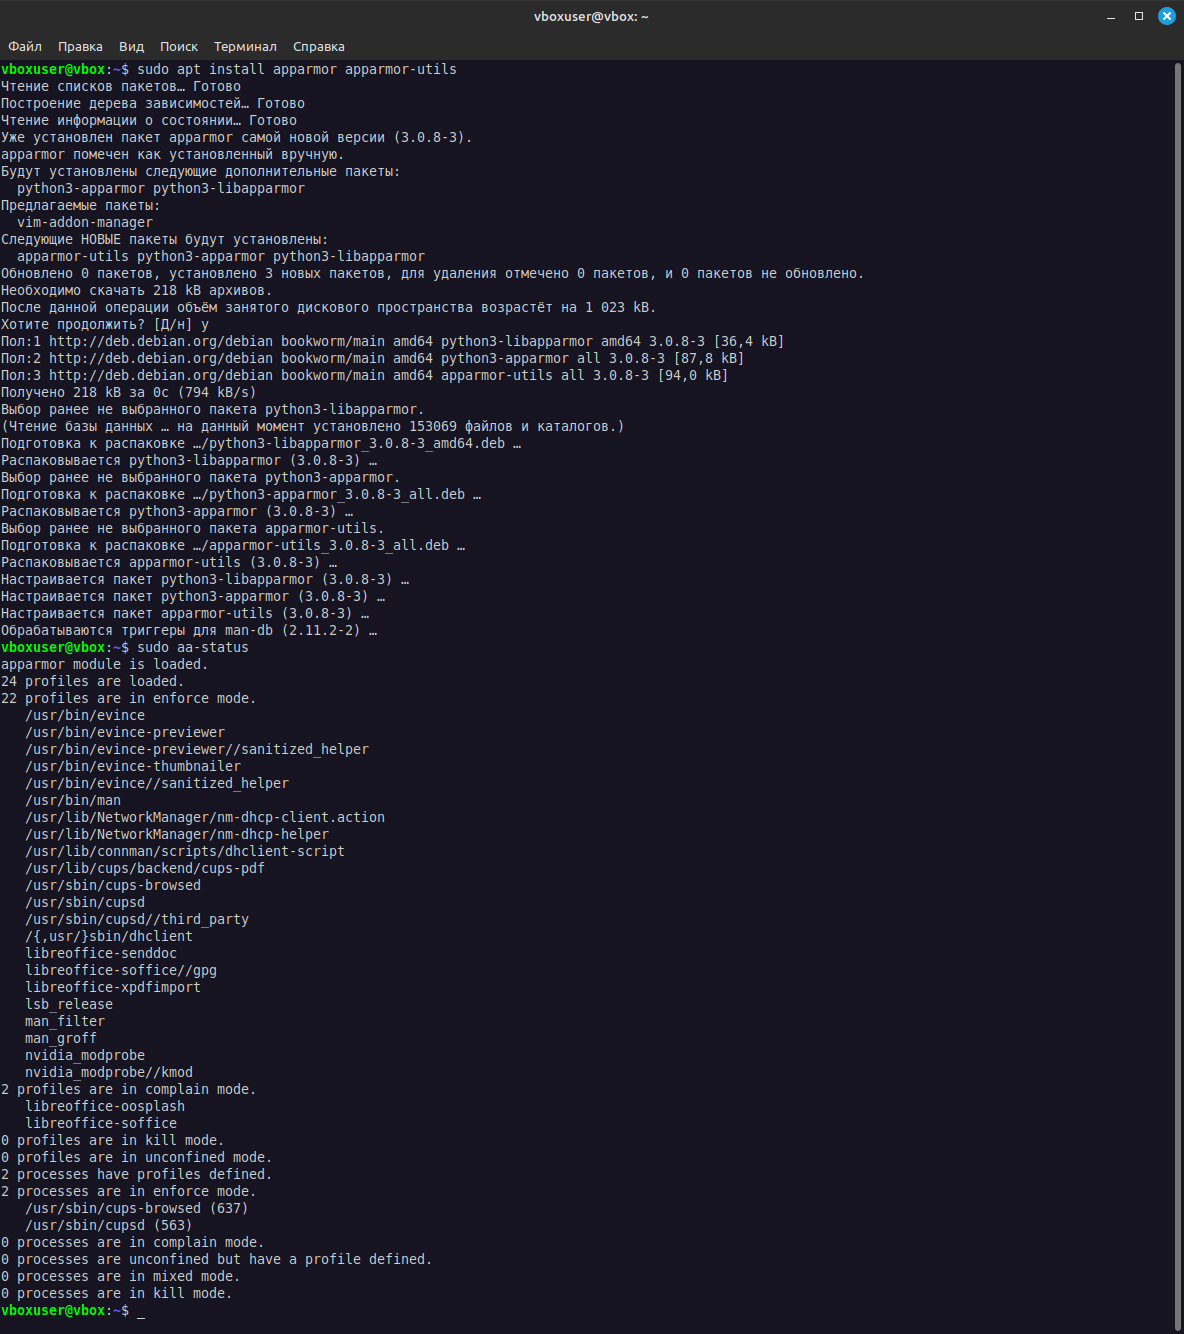 vboxuser@vbox: ~
Файл Правка Вид Поиск Терминал Справка
vboxuser@vbox:~$ sudo apt install apparmor apparmor-utils
Чтение списков пакетов… Готово
Построение дерева зависимостей… Готово
Чтение информации о состоянии… Готово
Уже установлен пакет apparmor самой новой версии (3.0.8-3).
apparmor помечен как установленный вручную.
Будут установлены следующие дополнительные пакеты:
  python3-apparmor python3-libapparmor
Предлагаемые пакеты:
  vim-addon-manager
Следующие НОВЫЕ пакеты будут установлены:
  apparmor-utils python3-apparmor python3-libapparmor
Обновлено 0 пакетов, установлено 3 новых пакетов, для удаления отмечено 0 пакетов, и 0 пакетов не обновлено.
Необходимо скачать 218 kB архивов.
После данной операции объём занятого дискового пространства возрастёт на 1 023 kB.
Хотите продолжить? [Д/н] y
Пол:1 http://deb.debian.org/debian bookworm/main amd64 python3-libapparmor amd64 3.0.8-3 [36,4 kB]
Пол:2 http://deb.debian.org/debian bookworm/main amd64 python3-apparmor all 3.0.8-3 [87,8 kB]
Пол:3 http://deb.debian.org/debian bookworm/main amd64 apparmor-utils all 3.0.8-3 [94,0 kB]
Получено 218 kB за 0с (794 kB/s)
Выбор ранее не выбранного пакета python3-libapparmor.
(Чтение базы данных … на данный момент установлено 153069 файлов и каталогов.)
Подготовка к распаковке …/python3-libapparmor_3.0.8-3_amd64.deb …
Распаковывается python3-libapparmor (3.0.8-3) …
Выбор ранее не выбранного пакета python3-apparmor.
Подготовка к распаковке …/python3-apparmor_3.0.8-3_all.deb …
Распаковывается python3-apparmor (3.0.8-3) …
Выбор ранее не выбранного пакета apparmor-utils.
Подготовка к распаковке …/apparmor-utils_3.0.8-3_all.deb …
Распаковывается apparmor-utils (3.0.8-3) …
Настраивается пакет python3-libapparmor (3.0.8-3) …
Настраивается пакет python3-apparmor (3.0.8-3) …
Настраивается пакет apparmor-utils (3.0.8-3) …
Обрабатываются триггеры для man-db (2.11.2-2) …
vboxuser@vbox:~$ sudo aa-status
apparmor module is loaded.
24 profiles are loaded.
22 profiles are in enforce mode.
   /usr/bin/evince
   /usr/bin/evince-previewer
   /usr/bin/evince-previewer//sanitized_helper
   /usr/bin/evince-thumbnailer
   /usr/bin/evince//sanitized_helper
   /usr/bin/man
   /usr/lib/NetworkManager/nm-dhcp-client.action
   /usr/lib/NetworkManager/nm-dhcp-helper
   /usr/lib/connman/scripts/dhclient-script
   /usr/lib/cups/backend/cups-pdf
   /usr/sbin/cups-browsed
   /usr/sbin/cupsd
   /usr/sbin/cupsd//third_party
   /{,usr/}sbin/dhclient
   libreoffice-senddoc
   libreoffice-soffice//gpg
   libreoffice-xpdfimport
   lsb_release
   man_filter
   man_groff
   nvidia_modprobe
   nvidia_modprobe//kmod
2 profiles are in complain mode.
   libreoffice-oosplash
   libreoffice-soffice
0 profiles are in kill mode.
0 profiles are in unconfined mode.
2 processes have profiles defined.
2 processes are in enforce mode.
   /usr/sbin/cups-browsed (637)
   /usr/sbin/cupsd (563)
0 processes are in complain mode.
0 processes are unconfined but have a profile defined.
0 processes are in mixed mode.
0 processes are in kill mode.
vboxuser@vbox:~$ _